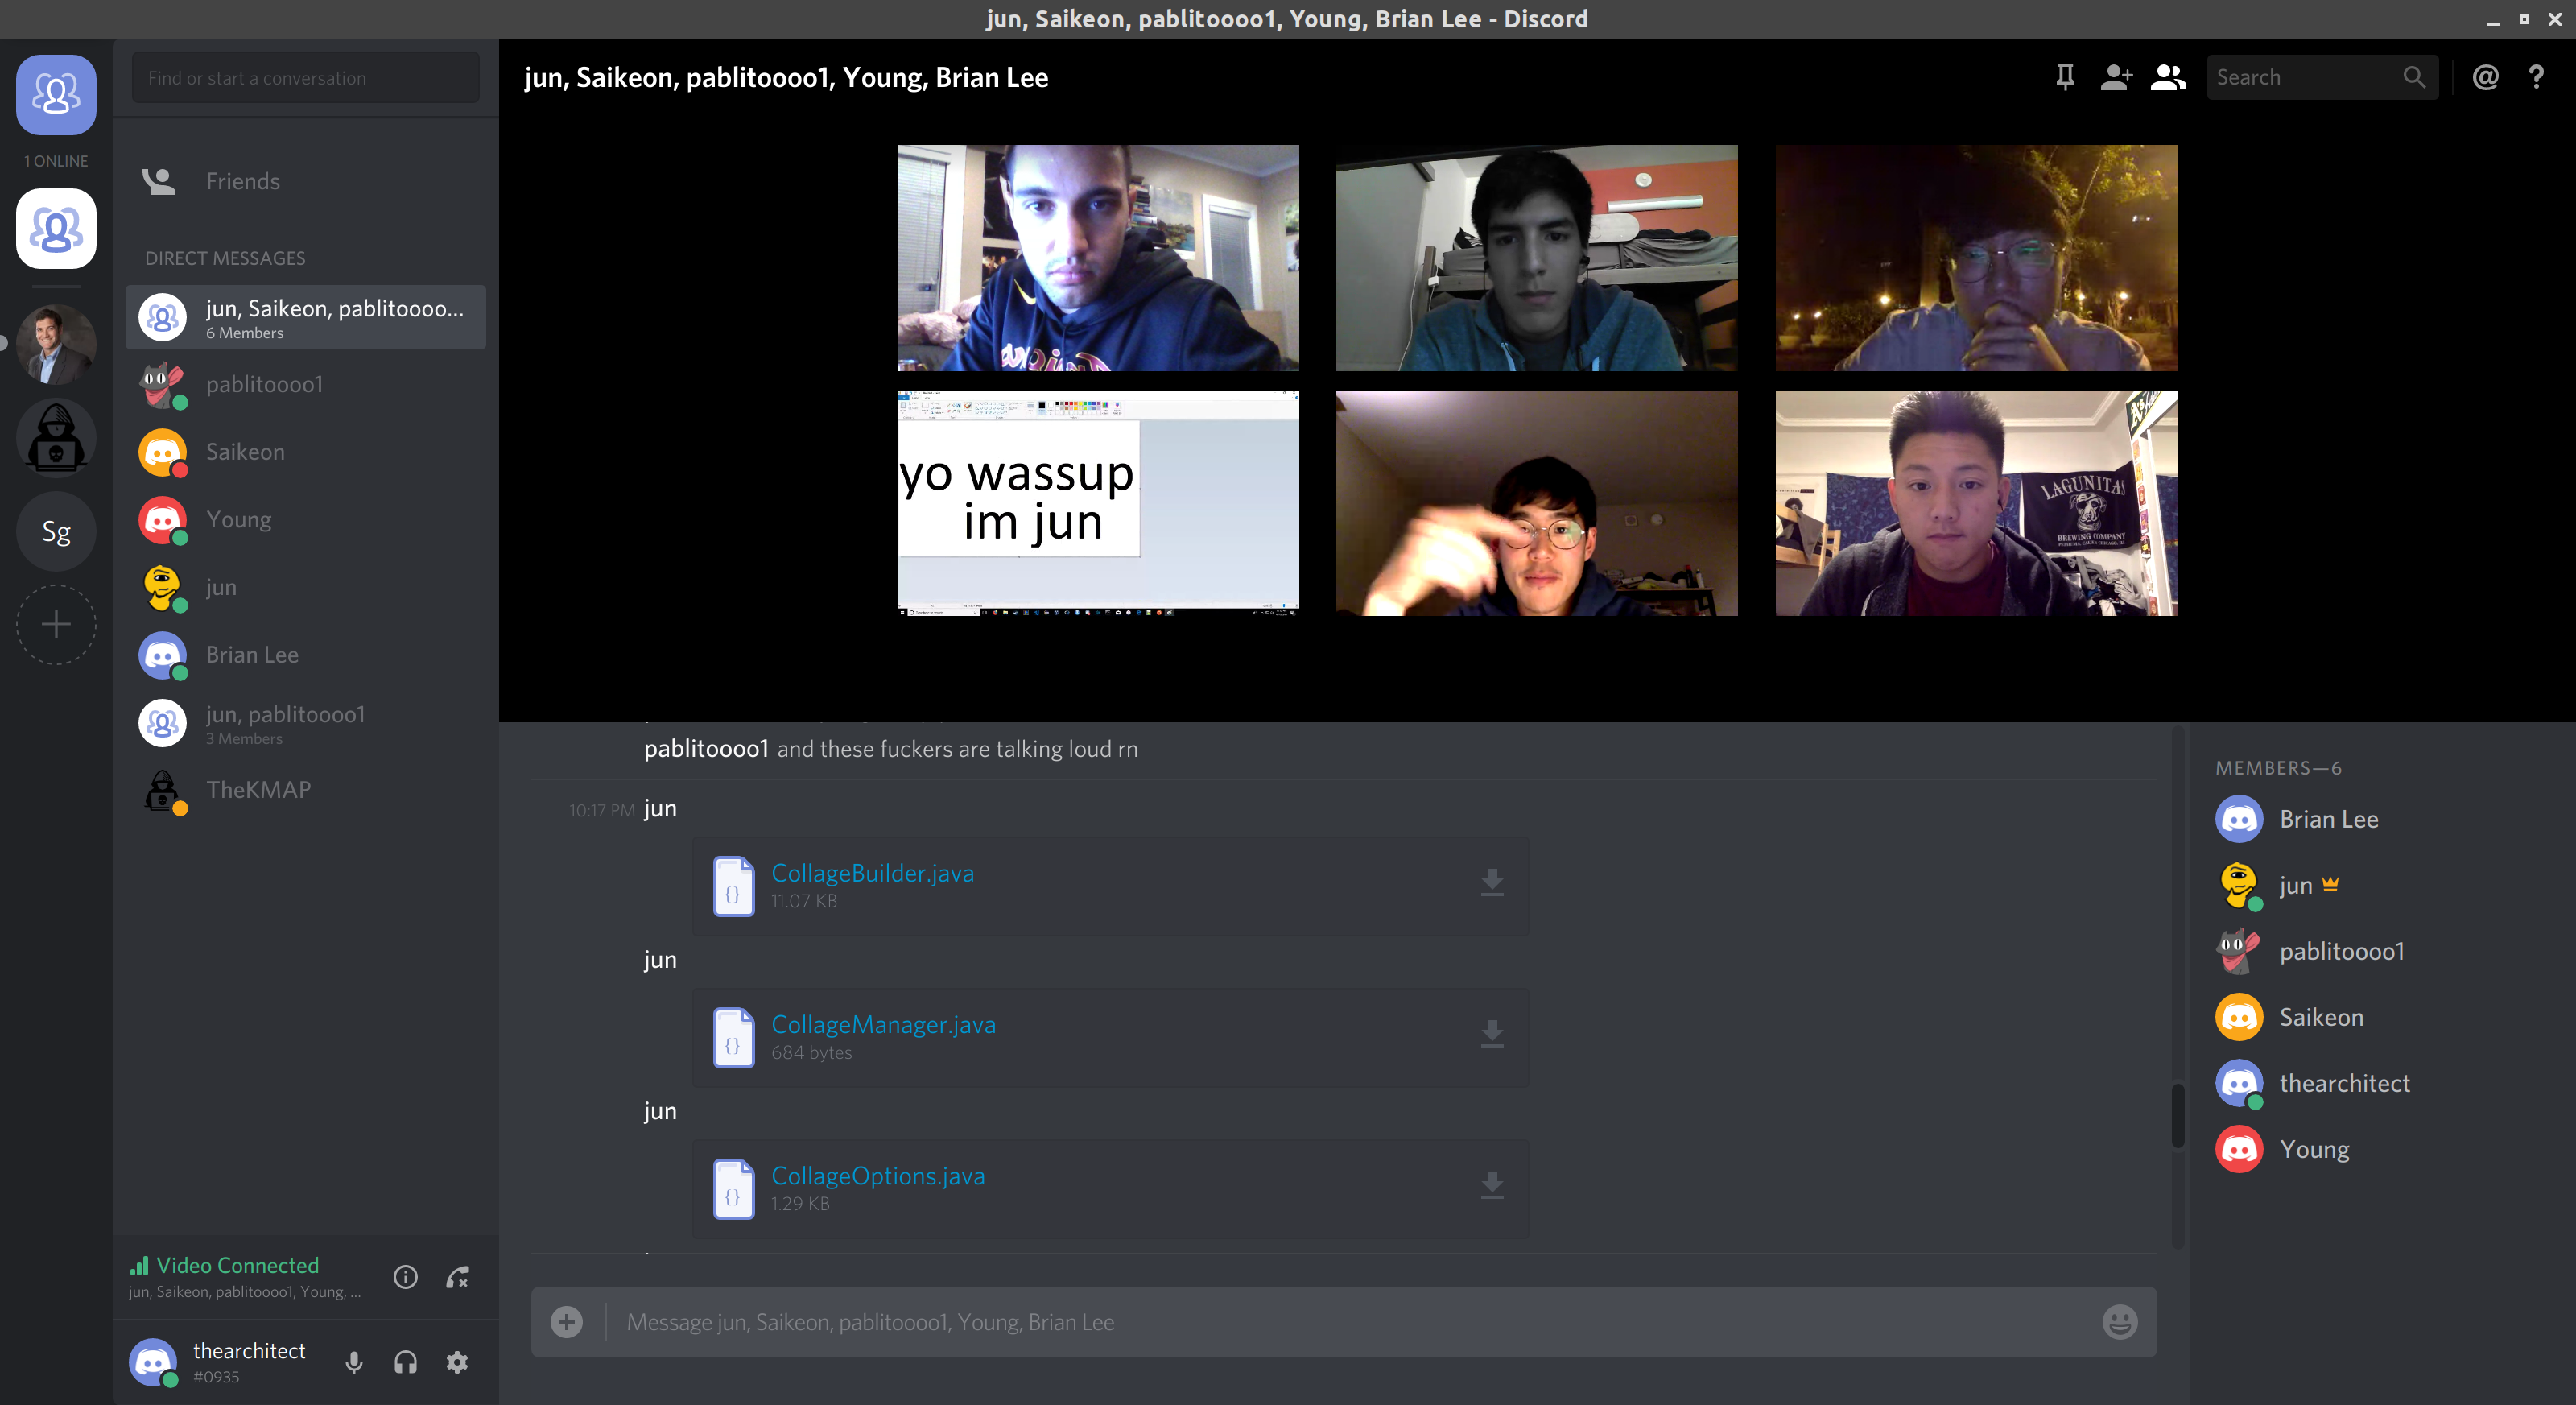 jun, Saikeon, pablitoooo1, Young, Brian Lee - Discord
Find or start a conversation
jun, Saikeon, pablitoooo1, Young, Brian Lee
Search
1 ONLINE
Friends
DIRECT MESSAGES
jun, Saikeon, pablitoooo...
6 Members
pablitoooo1
Saikeon
Young
Sg
jun
Brian Lee
jun, pablitoooo1
3 Members
TheKMAP
yo wassup
im jun
LAGUNITAS
BREWING COMPANY
A's
pablitoooo1 and these fuckers are talking loud rn
10:17 PM jun
CollageBuilder.java
11.07 KB
jun
CollageManager.java
684 bytes
jun
CollageOptions.java
1.29 KB
MEMBERS—6
Brian Lee
jun
pablitoooo1
Saikeon
thearchitect
Young
Video Connected
jun, Saikeon, pablitoooo1, Young, ...
thearchitect
#0935
Message jun, Saikeon, pablitoooo1, Young, Brian Lee